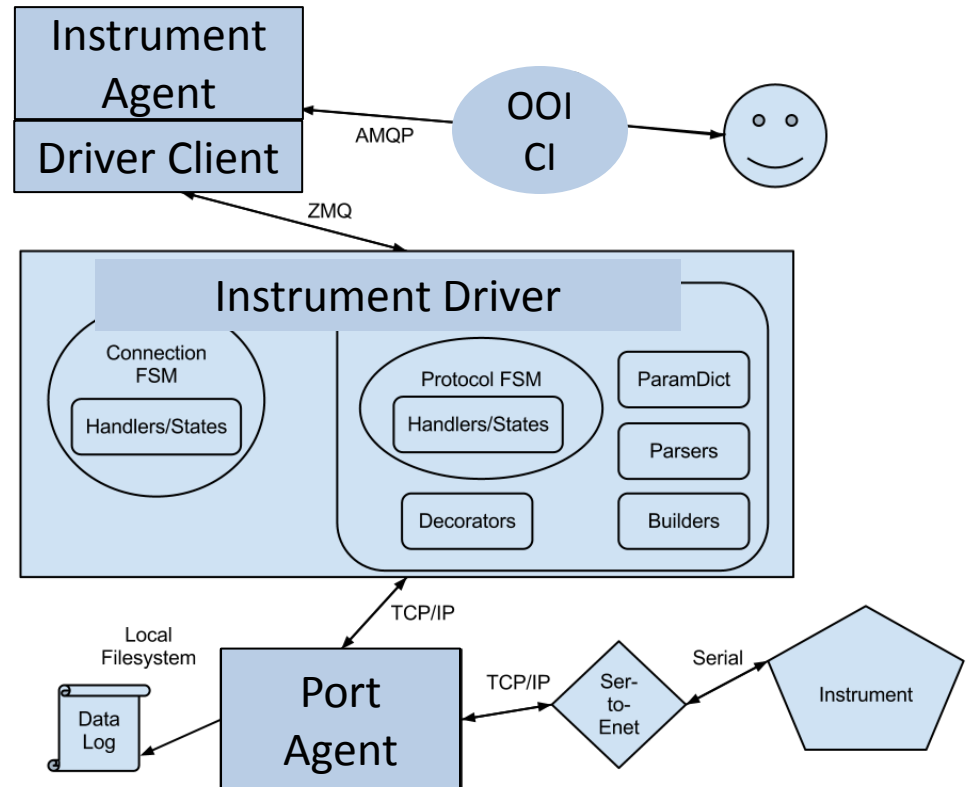 Instrument
Agent
Driver Client
AMQP
OOI
CI
ZMQ
Instrument Driver
Connection
FSM
Handlers/States
Protocol FSM
Handlers/States
ParamDict
Parsers
Decorators
Builders
TCP/IP
Local
Filesystem
Data
Log
Port
Agent
TCP/IP
Ser-
to-
Enet
Serial
Instrument